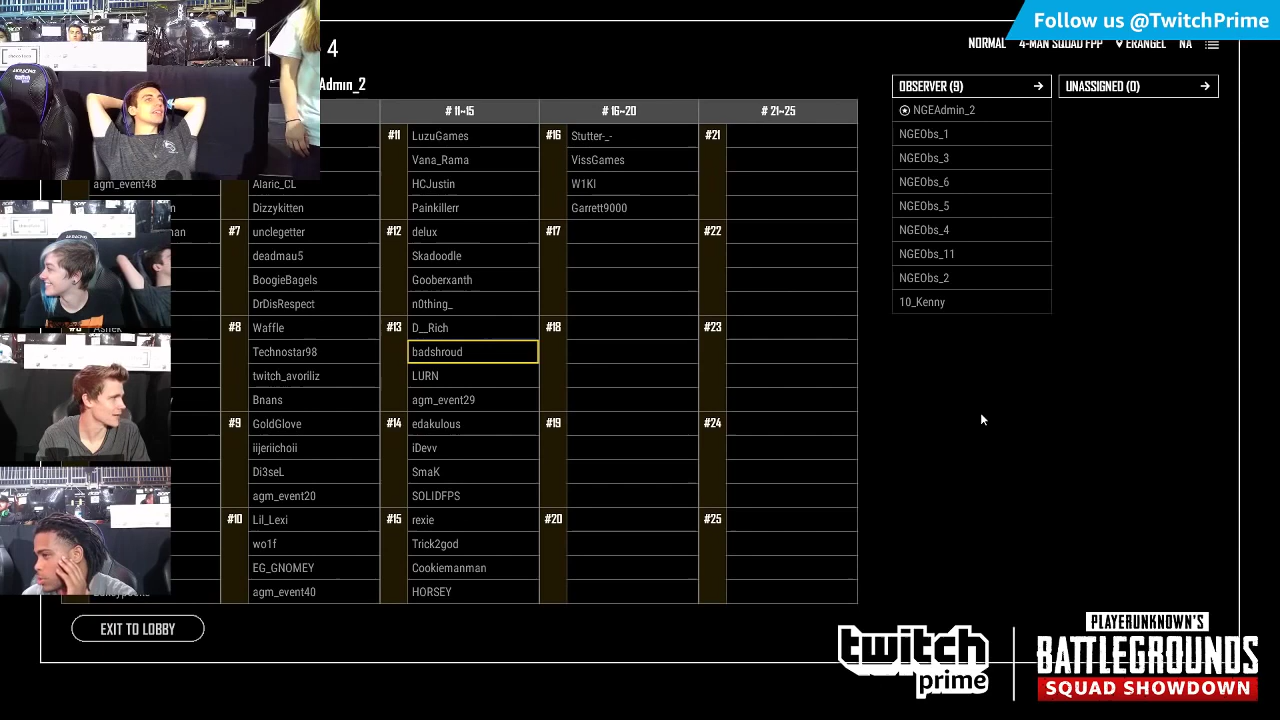 Follow us @TwitchPrime
4
NORMAL 4-MAN SQUAD FPP ERANGEL NA
Admin_2
OBSERVER (9)
UNASSIGNED (0)
# 11~15
# 16~20
# 21~25
NGEAdmin_2
NGEObs_1
NGEObs_3
NGEObs_6
NGEObs_5
NGEObs_4
NGEObs_11
NGEObs_2
10_Kenny
agm_event48
Alaric_CL
Dizzykitten
#7 unclegetter
deadmau5
BoogieBagels
DrDisRespect
#8 Waffle
Technostar98
twitch_avoriliz
Bnans
#9 GoldGlove
iijeriichoii
Di3seL
agm_event20
#10 Lil_Lexi
wo1f
EG_GNOMEY
agm_event40
#11 LuzuGames
Vana_Rama
HCJustin
Painkillerr
#12 delux
Skadoodle
Gooberxanth
n0thing_
#13 D__Rich
badshroud
LURN
agm_event29
#14 edakulous
iDevv
SmaK
SOLIDFPS
#15 rexie
Trick2god
Cookiemanman
HORSEY
#16 Stutter-_-
VissGames
W1KI
Garrett9000
#17
#18
#19
#20
#21
#22
#23
#24
#25
EXIT TO LOBBY
twitch prime
PLAYERUNKNOWN'S
BATTLEGROUNDS
SQUAD SHOWDOWN